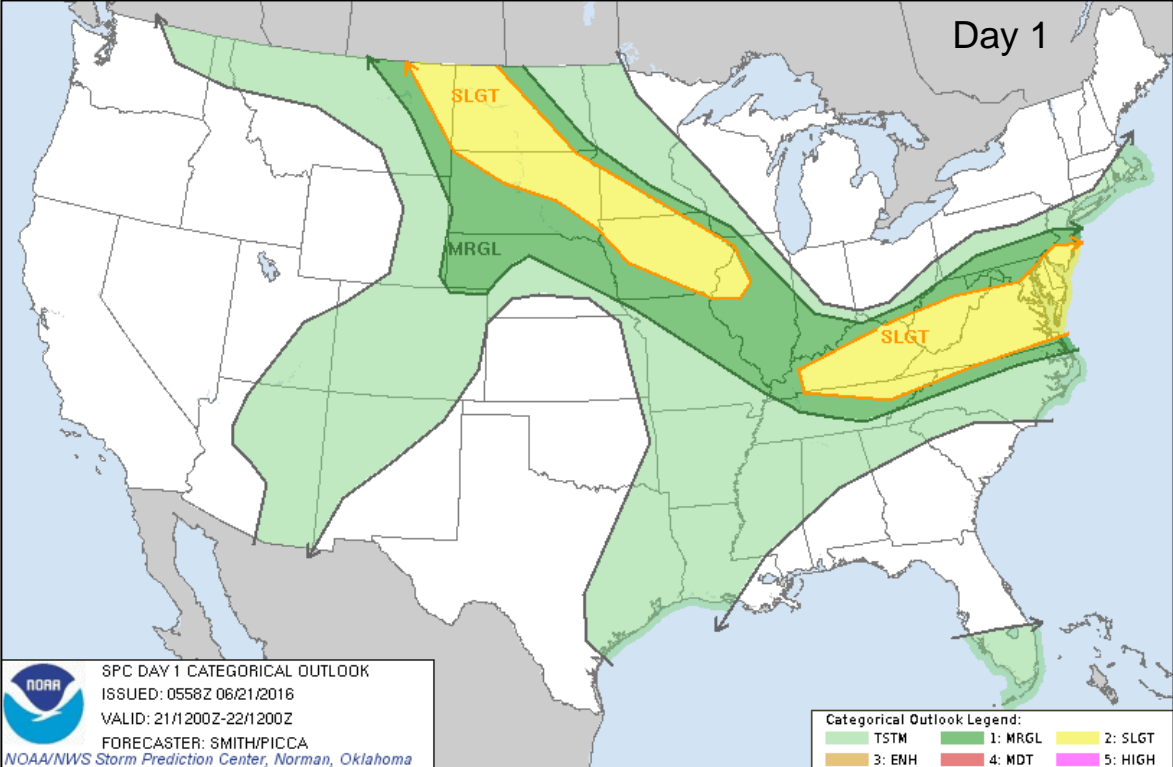 Day 1
SLGT
MRGL
SLGT
NOAA
SPC DAY 1 CATEGORICAL OUTLOOK
ISSUED: 0558Z 06/21/2016
VALID: 21/1200Z-22/1200Z
FORECASTER: SMITH/PICCA
NOAA/NWS Storm Prediction Center, Norman, Oklahoma
Categorical Outlook Legend:
TSTM 1: MRGL 2: SLGT
3: ENH 4: MDT 5: HIGH